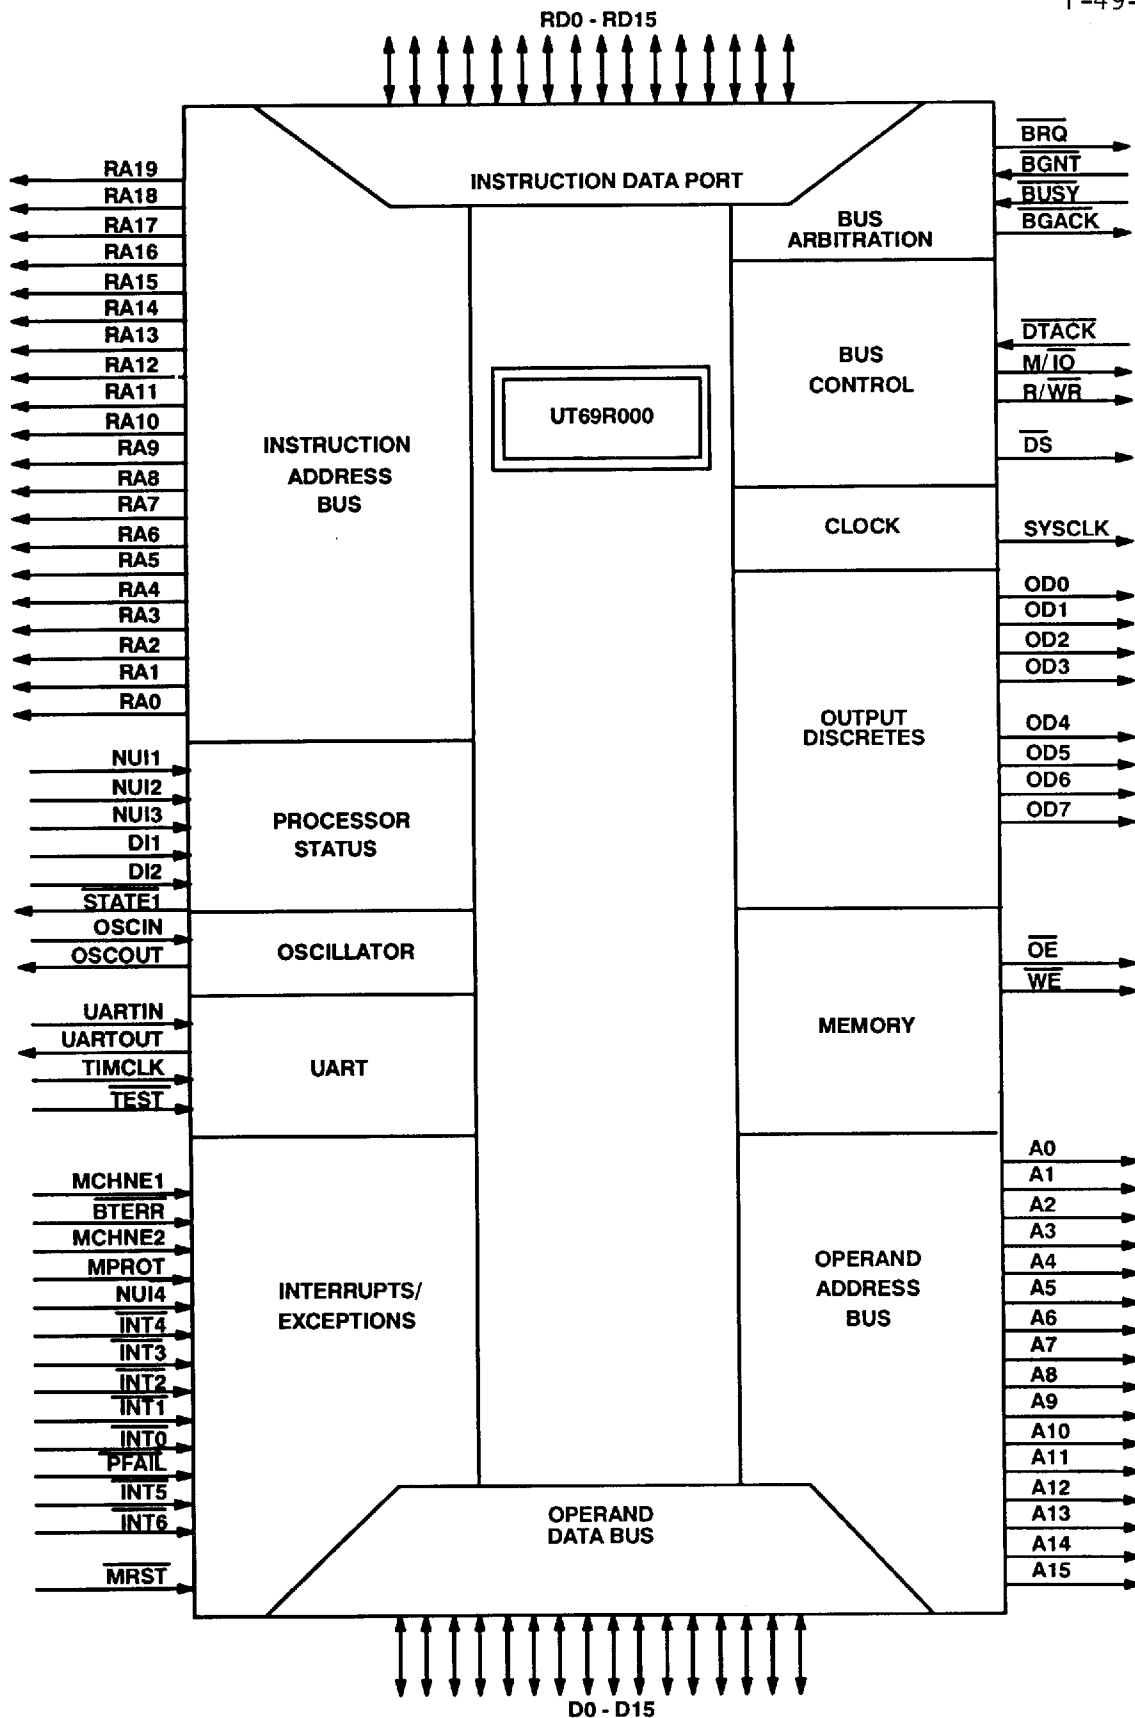 RD0 - RD15
INSTRUCTION DATA PORT
RA19
RA18
RA17
RA16
RA15
RA14
RA13
RA12
RA11
RA10
RA9
RA8
RA7
RA6
RA5
RA4
RA3
RA2
RA1
RA0
INSTRUCTION
ADDRESS
BUS
NUI1
NUI2
NUI3
DI1
DI2
STATE1
PROCESSOR
STATUS
OSCIN
OSCOUT
OSCILLATOR
UARTIN
UARTOUT
TIMCLK
TEST
UART
MCHNE1
BTERR
MCHNE2
MPROT
NUI4
INT4
INT3
INT2
INT1
INT0
PFAIL
INT5
INT6
MRST
INTERRUPTS/
EXCEPTIONS
UT69R000
BUS
ARBITRATION
BRQ
BGNT
BUSY
BGACK
BUS
CONTROL
DTACK
M/IO
R/WR
DS
CLOCK
SYSCLK
OUTPUT
DISCRETES
OD0
OD1
OD2
OD3
OD4
OD5
OD6
OD7
MEMORY
OE
WE
OPERAND
ADDRESS
BUS
A0
A1
A2
A3
A4
A5
A6
A7
A8
A9
A10
A11
A12
A13
A14
A15
OPERAND
DATA BUS
D0 - D15